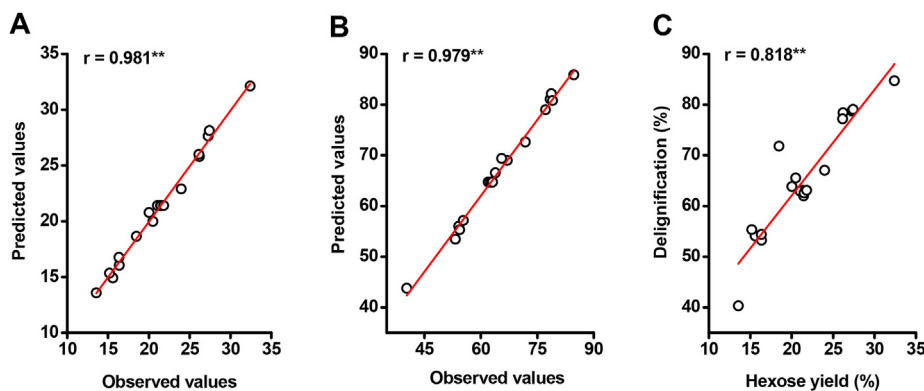 A
r = 0.981**
Predicted values
35
30
25
20
15
10
10 15 20 25 30 35
Observed values
B
r = 0.979**
Predicted values
90
80
70
60
50
40
45 60 75 90
Observed values
C
r = 0.818**
Delignification (%)
90
80
70
60
50
40
10 15 20 25 30 35
Hexose yield (%)